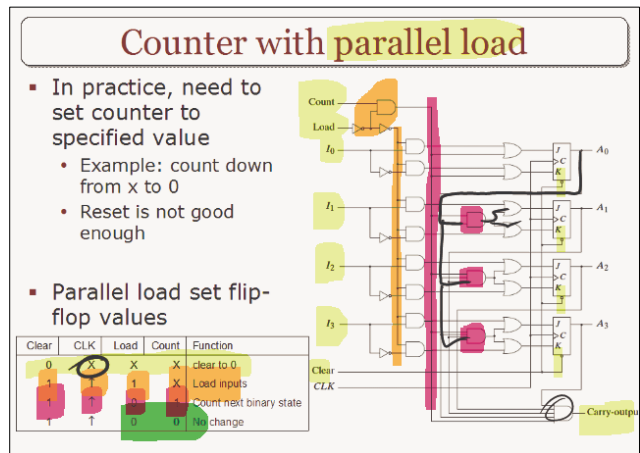 Counter with parallel load
In practice, need to
set counter to
specified value
Example: count down
from x to 0
Reset is not good
enough
Parallel load set flip-
flop values
Clear CLK Load Count Function
0 X X X clear to 0
1 ↑ 1 X Load inputs
1 ↑ 0 1 Count next binary state
1 ↑ 0 0 No change
Count
Load
I0
J
C
K
A0
I1
J
C
K
A1
I2
J
C
K
A2
I3
J
C
K
A3
Clear
CLK
Carry-outpu